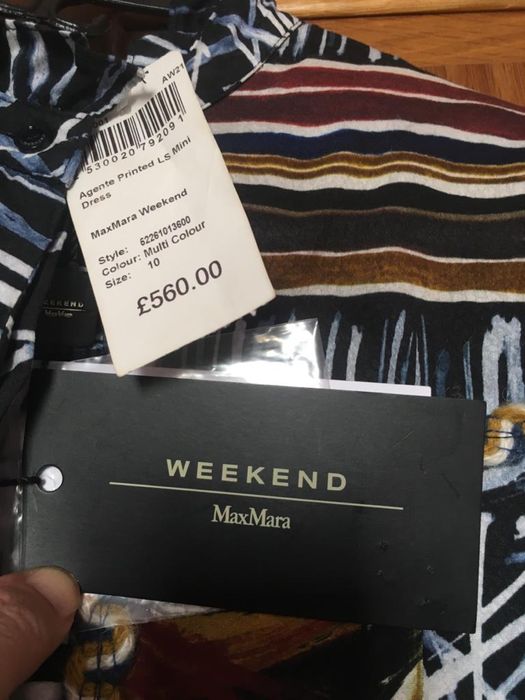 AW21
530020792091
Agente Printed LS Mini
Dress
MaxMara Weekend
Style: 62261013600
Colour: Multi Colour
Size: 10
£560.00
WEEKEND
MaxMara
WEEKEND
MaxMara